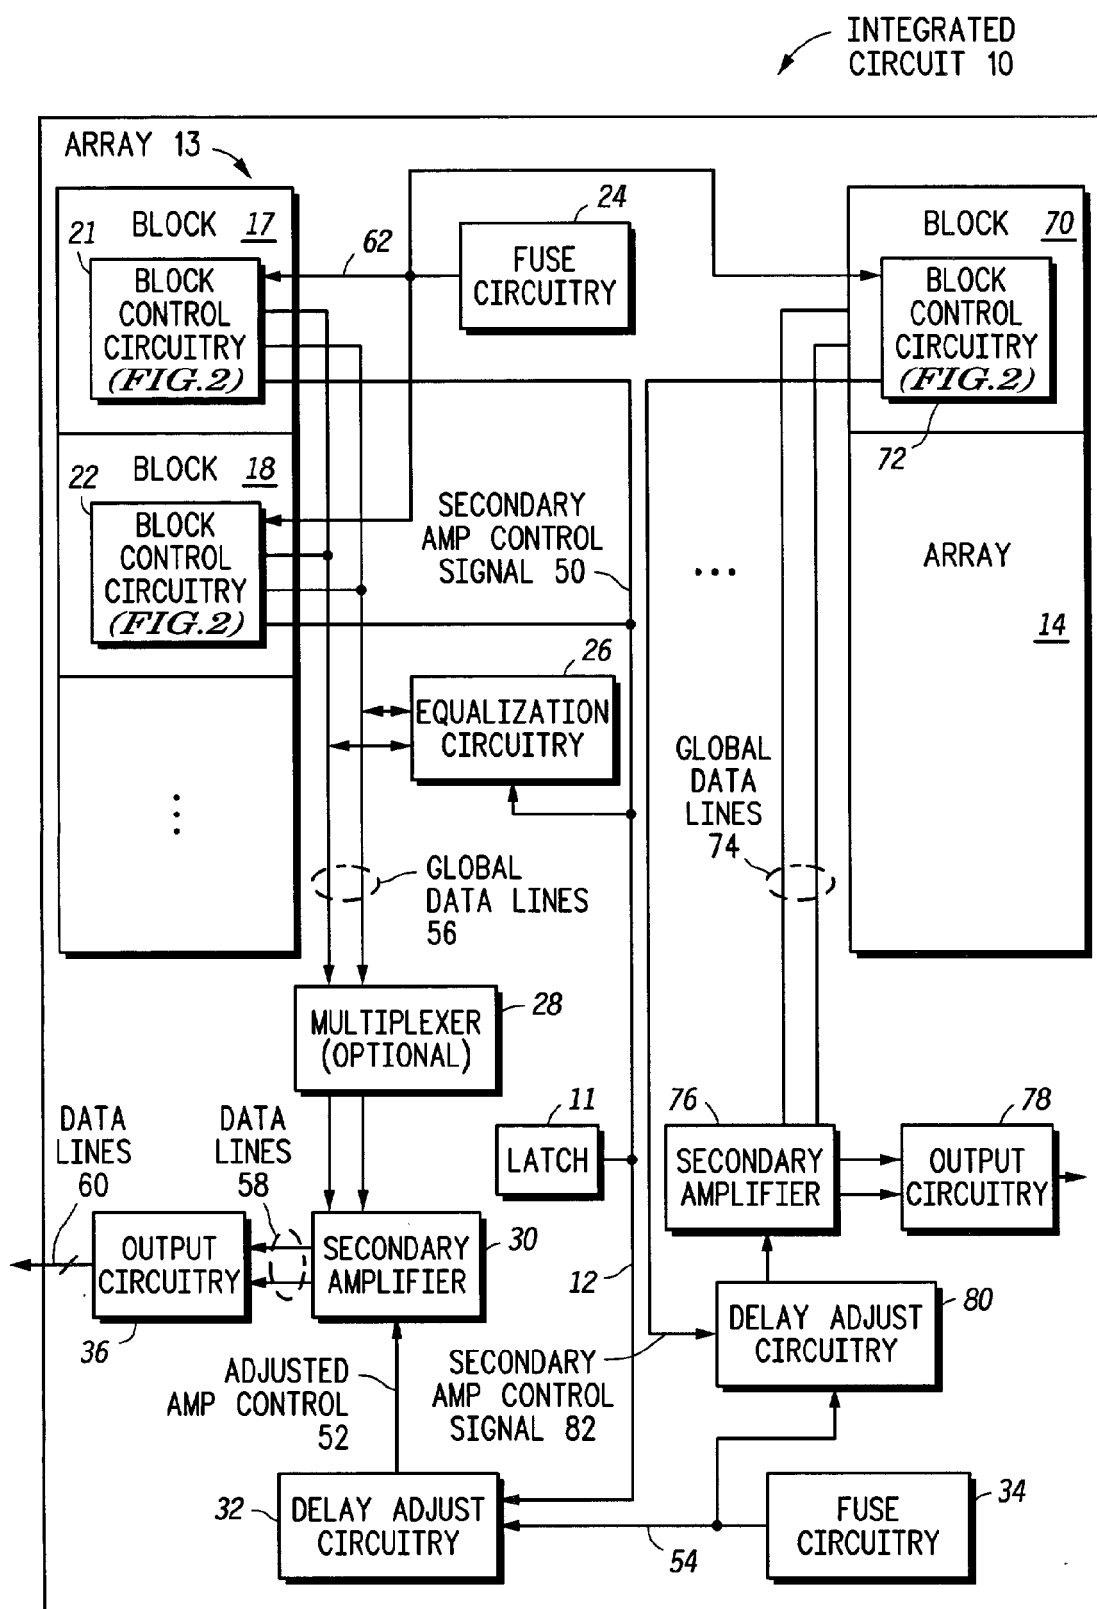 INTEGRATED
CIRCUIT 10
ARRAY 13
BLOCK 17
21
BLOCK
CONTROL
CIRCUITRY
(FIG.2)
62
24
FUSE
CIRCUITRY
BLOCK 70
BLOCK
CONTROL
CIRCUITRY
(FIG.2)
72
BLOCK 18
22
BLOCK
CONTROL
CIRCUITRY
(FIG.2)
SECONDARY
AMP CONTROL
SIGNAL 50
...
ARRAY
14
26
EQUALIZATION
CIRCUITRY
GLOBAL
DATA
LINES
74
GLOBAL
DATA LINES
56
MULTIPLEXER
(OPTIONAL)
28
11
LATCH
76
SECONDARY
AMPLIFIER
78
OUTPUT
CIRCUITRY
DATA
LINES
60
DATA
LINES
58
OUTPUT
CIRCUITRY
36
SECONDARY
AMPLIFIER
30
12
DELAY ADJUST
CIRCUITRY
80
ADJUSTED
AMP CONTROL
52
SECONDARY
AMP CONTROL
SIGNAL 82
32
DELAY ADJUST
CIRCUITRY
54
FUSE
CIRCUITRY
34